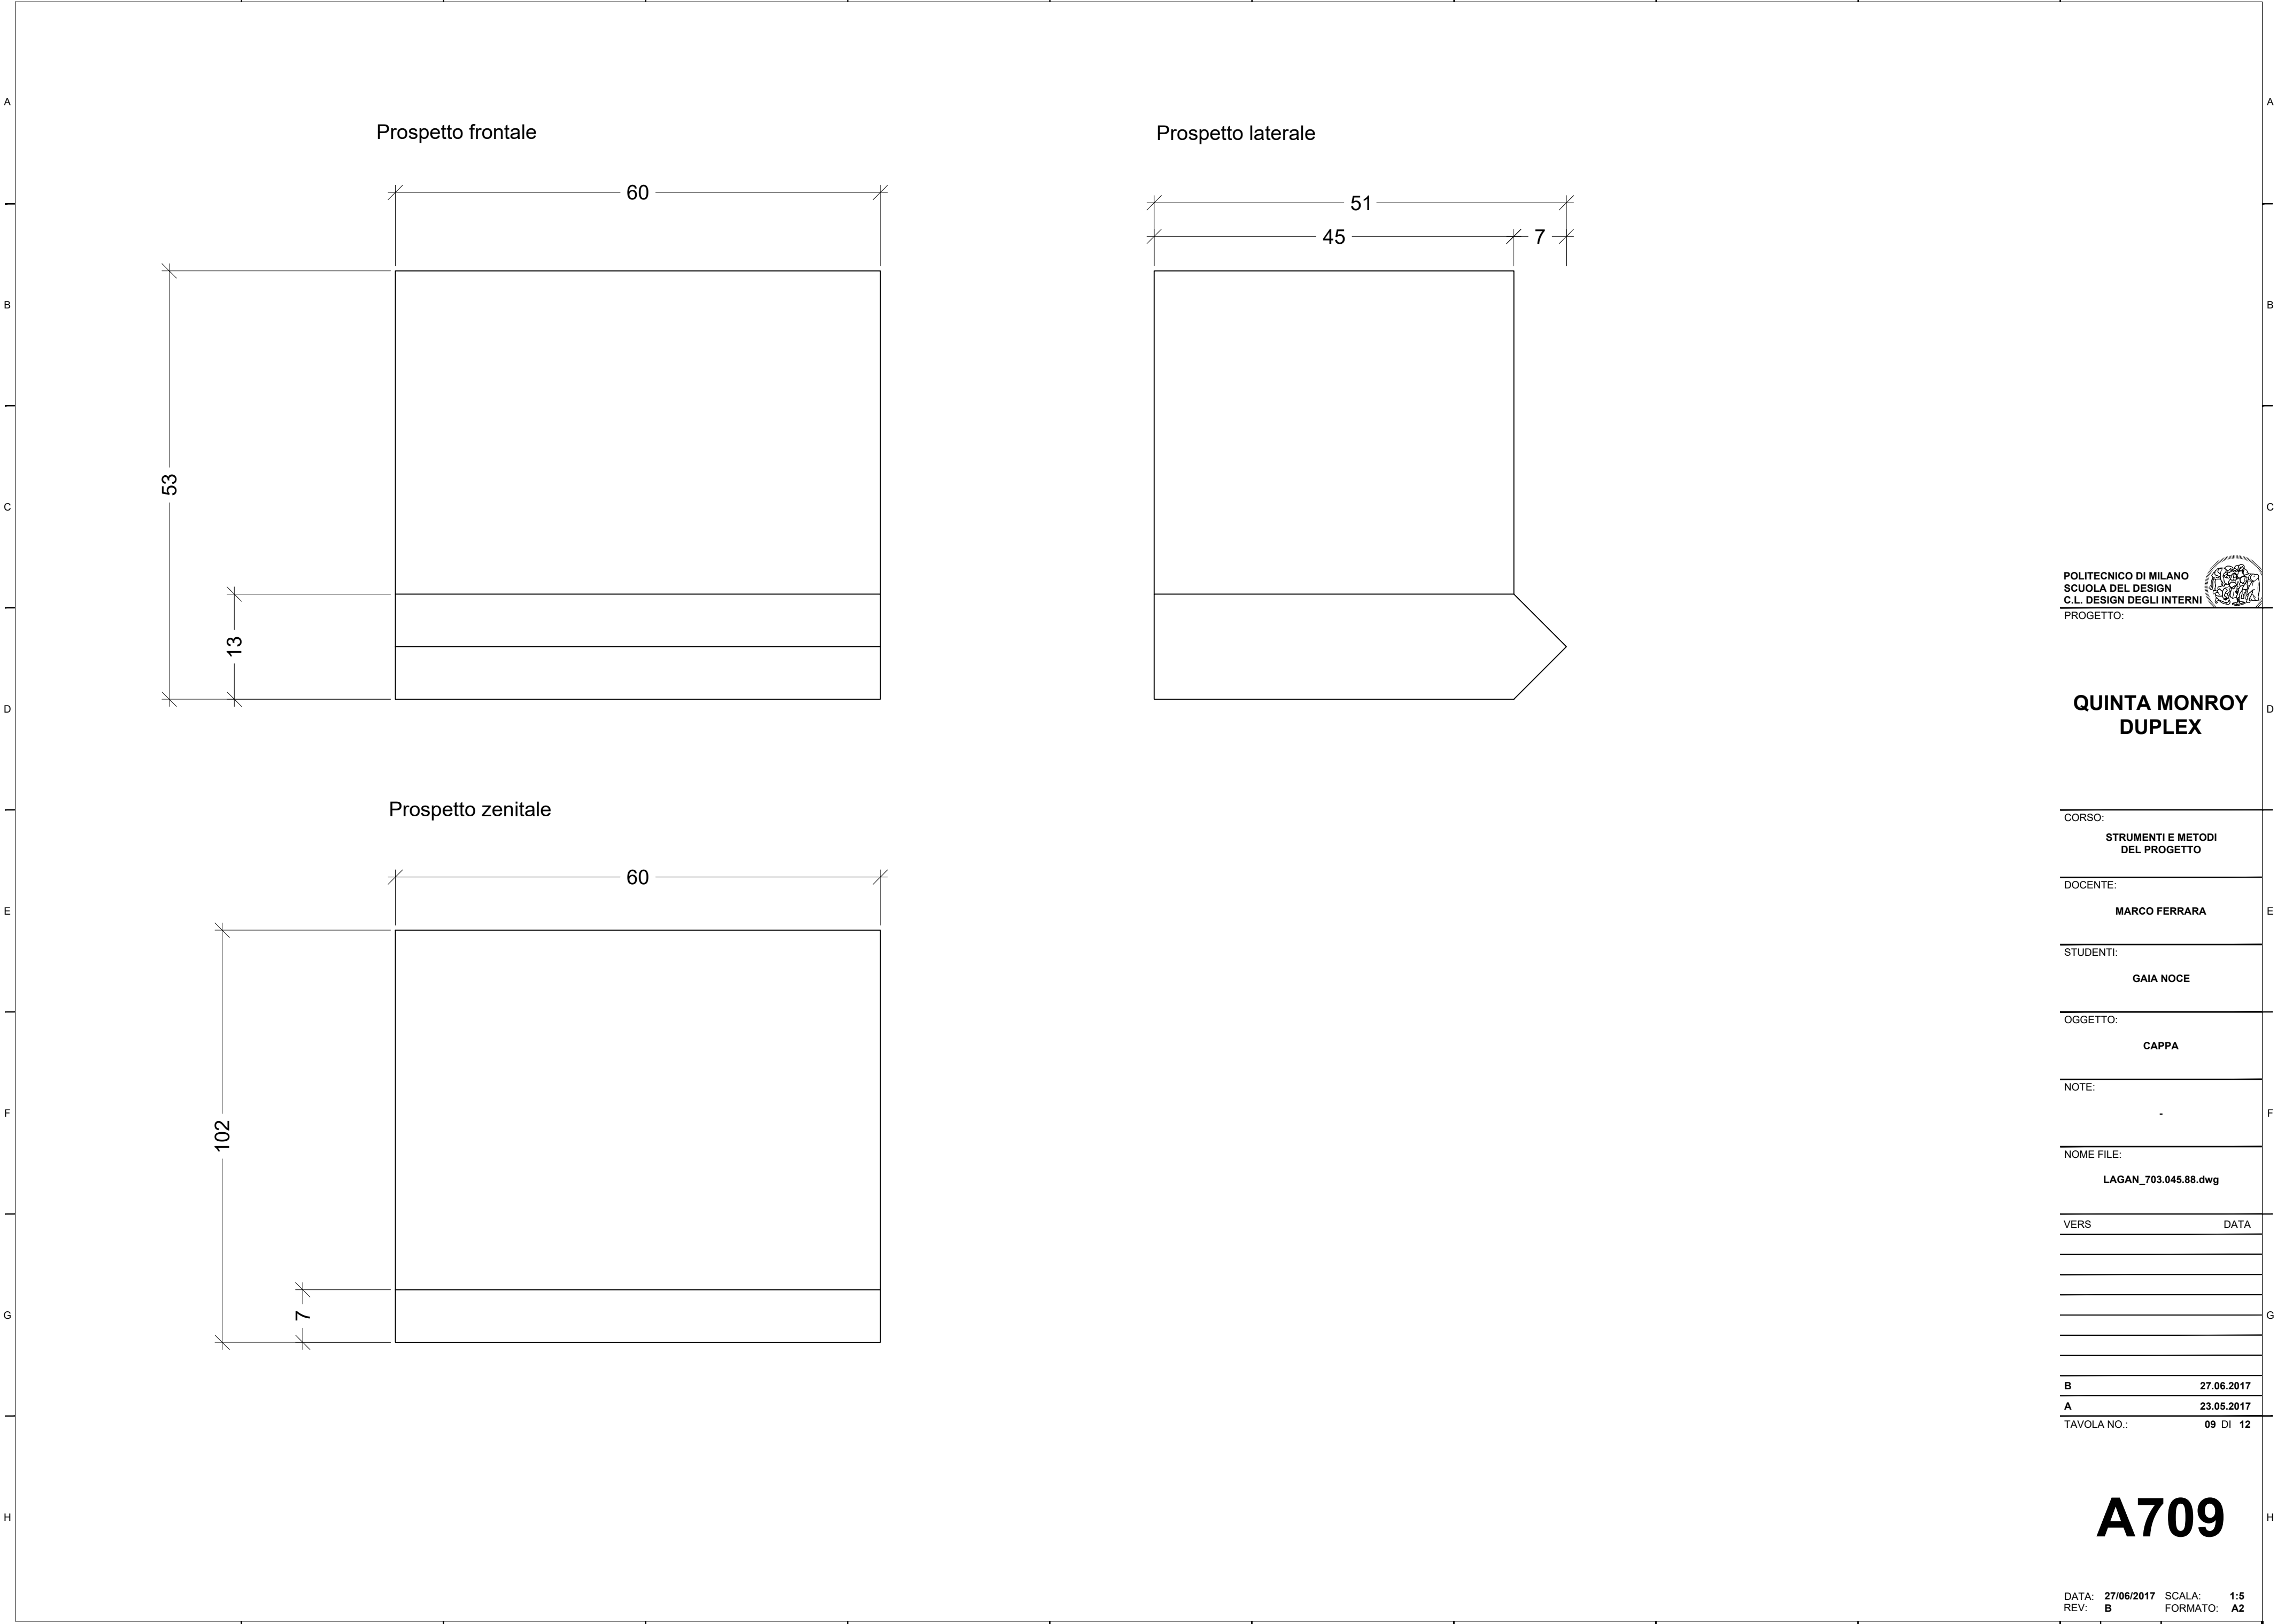 A
A
Prospetto frontale
Prospetto laterale
60
51
45
7
B
B
53
C
C
13
POLITECNICO DI MILANO
SCUOLA DEL DESIGN
C.L. DESIGN DEGLI INTERNI
PROGETTO:
QUINTA MONROY
DUPLEX
D
D
Prospetto zenitale
CORSO:
STRUMENTI E METODI
DEL PROGETTO
60
DOCENTE:
MARCO FERRARA
E
E
STUDENTI:
GAIA NOCE
OGGETTO:
CAPPA
NOTE:
-
F
F
102
NOME FILE:
LAGAN_703.045.88.dwg
VERS DATA
7
G
G
B 27.06.2017
A 23.05.2017
TAVOLA NO.: 09 DI 12
H
H
A709
DATA: 27/06/2017 SCALA: 1:5
REV: B FORMATO: A2